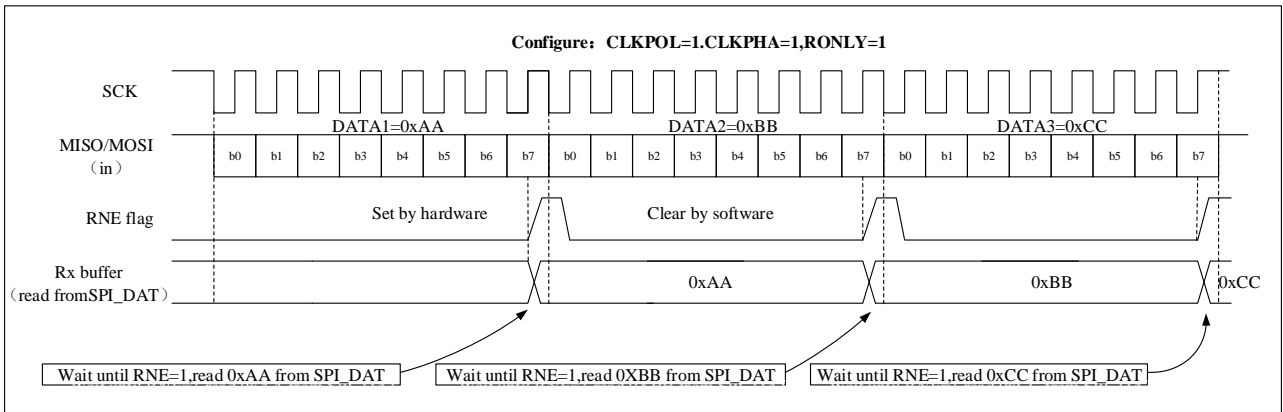 Configure：CLKPOL=1.CLKPHA=1,RONLY=1
SCK
DATA1=0xAA DATA2=0xBB DATA3=0xCC
MISO/MOSI
（in）
b0 b1 b2 b3 b4 b5 b6 b7 b0 b1 b2 b3 b4 b5 b6 b7 b0 b1 b2 b3 b4 b5 b6 b7
RNE flag
Set by hardware Clear by software
Rx buffer
（read fromSPI_DAT）
0xAA 0xBB 0xCC
Wait until RNE=1,read 0xAA from SPI_DAT Wait until RNE=1,read 0XBB from SPI_DAT Wait until RNE=1,read 0xCC from SPI_DAT